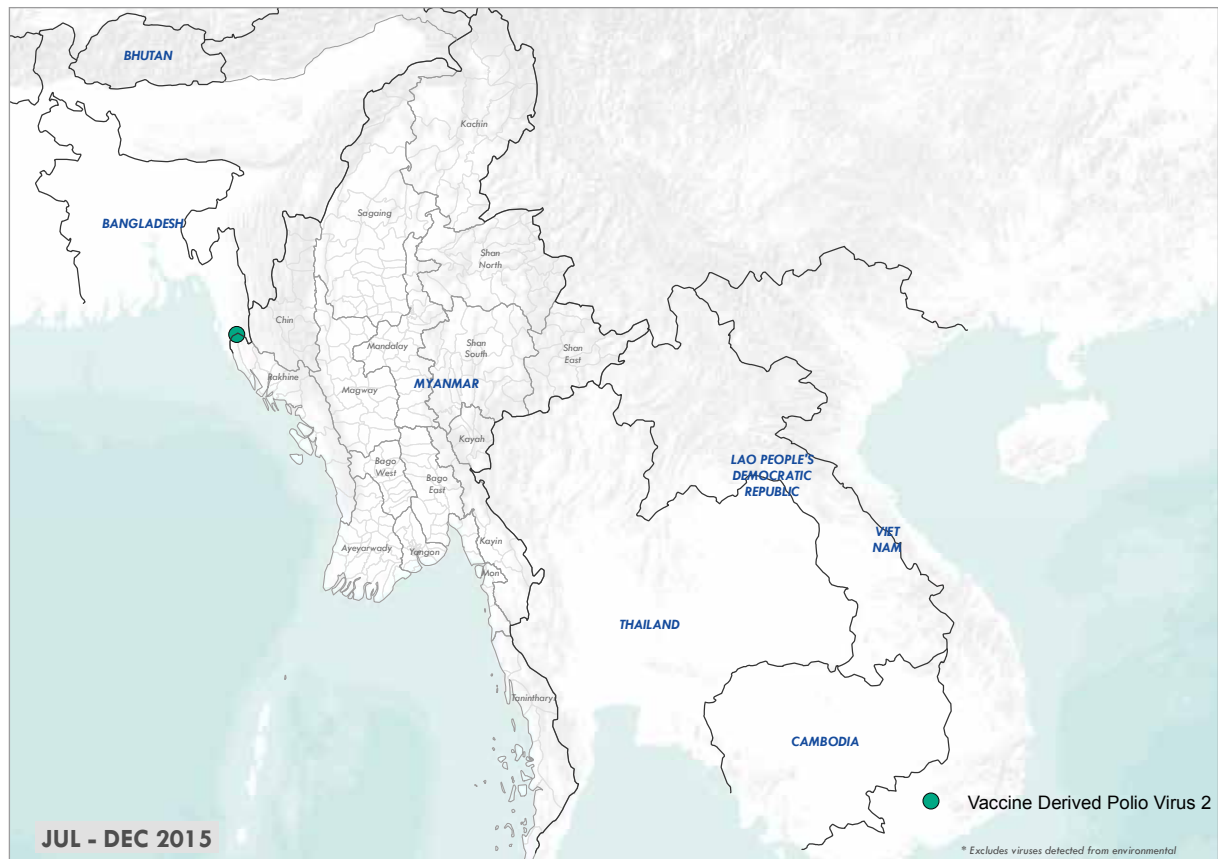 BHUTAN
Kachin
Sagaing
BANGLADESH
Shan
North
Chin
Mandalay
Shan
South
Shan
East
Rakhine
Magway
MYANMAR
Kayah
Bago
West
Bago
East
LAO PEOPLE'S
DEMOCRATIC
REPUBLIC
VIET
NAM
Ayeyarwady
Yangon
Kayin
Mon
THAILAND
Tanintharyi
CAMBODIA
Vaccine Derived Polio Virus 2
JUL - DEC 2015
* Excludes viruses detected from environmental